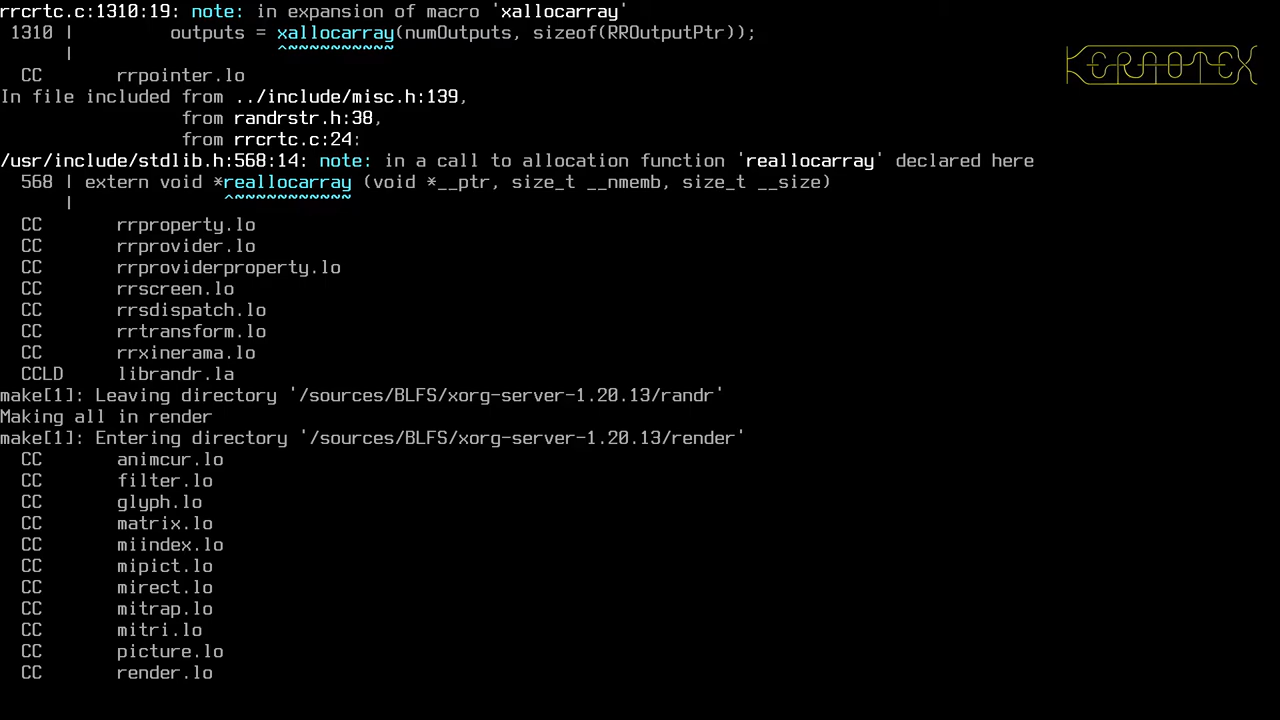 rrcrtc.c:1310:19: note: in expansion of macro 'xallocarray'
 1310 |         outputs = xallocarray(numOutputs, sizeof(RROutputPtr));
      |                   ^~~~~~~~~~~
  CC       rrpointer.lo
In file included from ../include/misc.h:139,
                 from randrstr.h:38,
                 from rrcrtc.c:24:
/usr/include/stdlib.h:568:14: note: in a call to allocation function 'reallocarray' declared here
  568 | extern void *reallocarray (void *__ptr, size_t __nmemb, size_t __size)
      |              ^~~~~~~~~~~~
  CC       rrproperty.lo
  CC       rrprovider.lo
  CC       rrproviderproperty.lo
  CC       rrscreen.lo
  CC       rrsdispatch.lo
  CC       rrtransform.lo
  CC       rrxinerama.lo
  CCLD     librandr.la
make[1]: Leaving directory '/sources/BLFS/xorg-server-1.20.13/randr'
Making all in render
make[1]: Entering directory '/sources/BLFS/xorg-server-1.20.13/render'
  CC       animcur.lo
  CC       filter.lo
  CC       glyph.lo
  CC       matrix.lo
  CC       miindex.lo
  CC       mipict.lo
  CC       mirect.lo
  CC       mitrap.lo
  CC       mitri.lo
  CC       picture.lo
  CC       render.lo
KERNOTEX